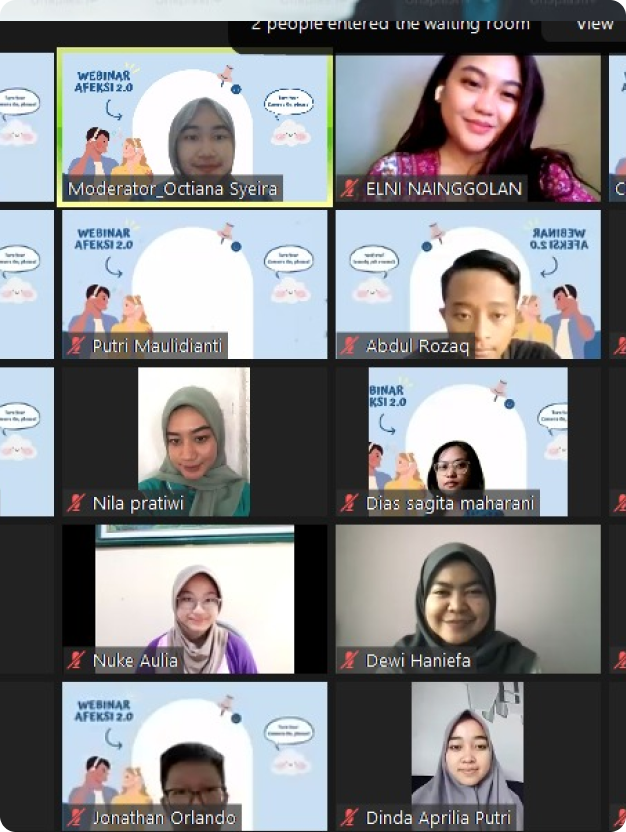 2 people entered the waiting room
View
WEBINAR
AFEKSI 2.0
Moderator_Octiana Syeira
ELNI NAINGGOLAN
C
WEBINAR
AFEKSI 2.0
Putri Maulidianti
WEBINAR
AFEKSI 2.0
Abdul Rozaq
Nila pratiwi
BINAR
KSI 2.0
Dias sagita maharani
Nuke Aulia
Dewi Haniefa
WEBINAR
AFEKSI 2.0
Jonathan Orlando
Dinda Aprilia Putri